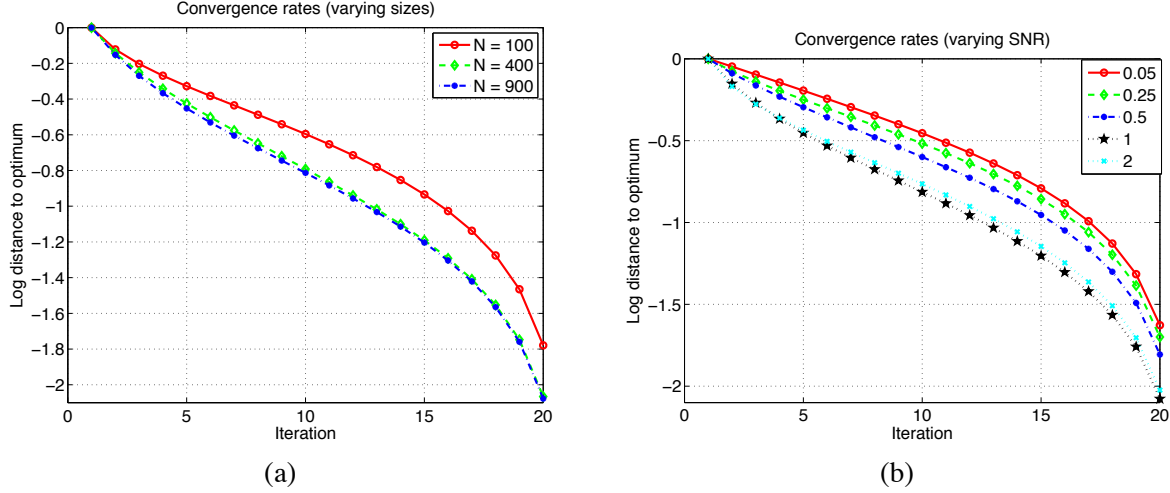 Convergence rates (varying sizes)
0
−0.2
−0.4
−0.6
−0.8
−1
−1.2
−1.4
−1.6
−1.8
−2
Log distance to optimum
N = 100
N = 400
N = 900
0 5 10 15 20
Iteration
(a)
Convergence rates (varying SNR)
0
−0.5
−1
−1.5
−2
Log distance to optimum
0.05
0.25
0.5
1
2
0 5 10 15 20
Iteration
(b)